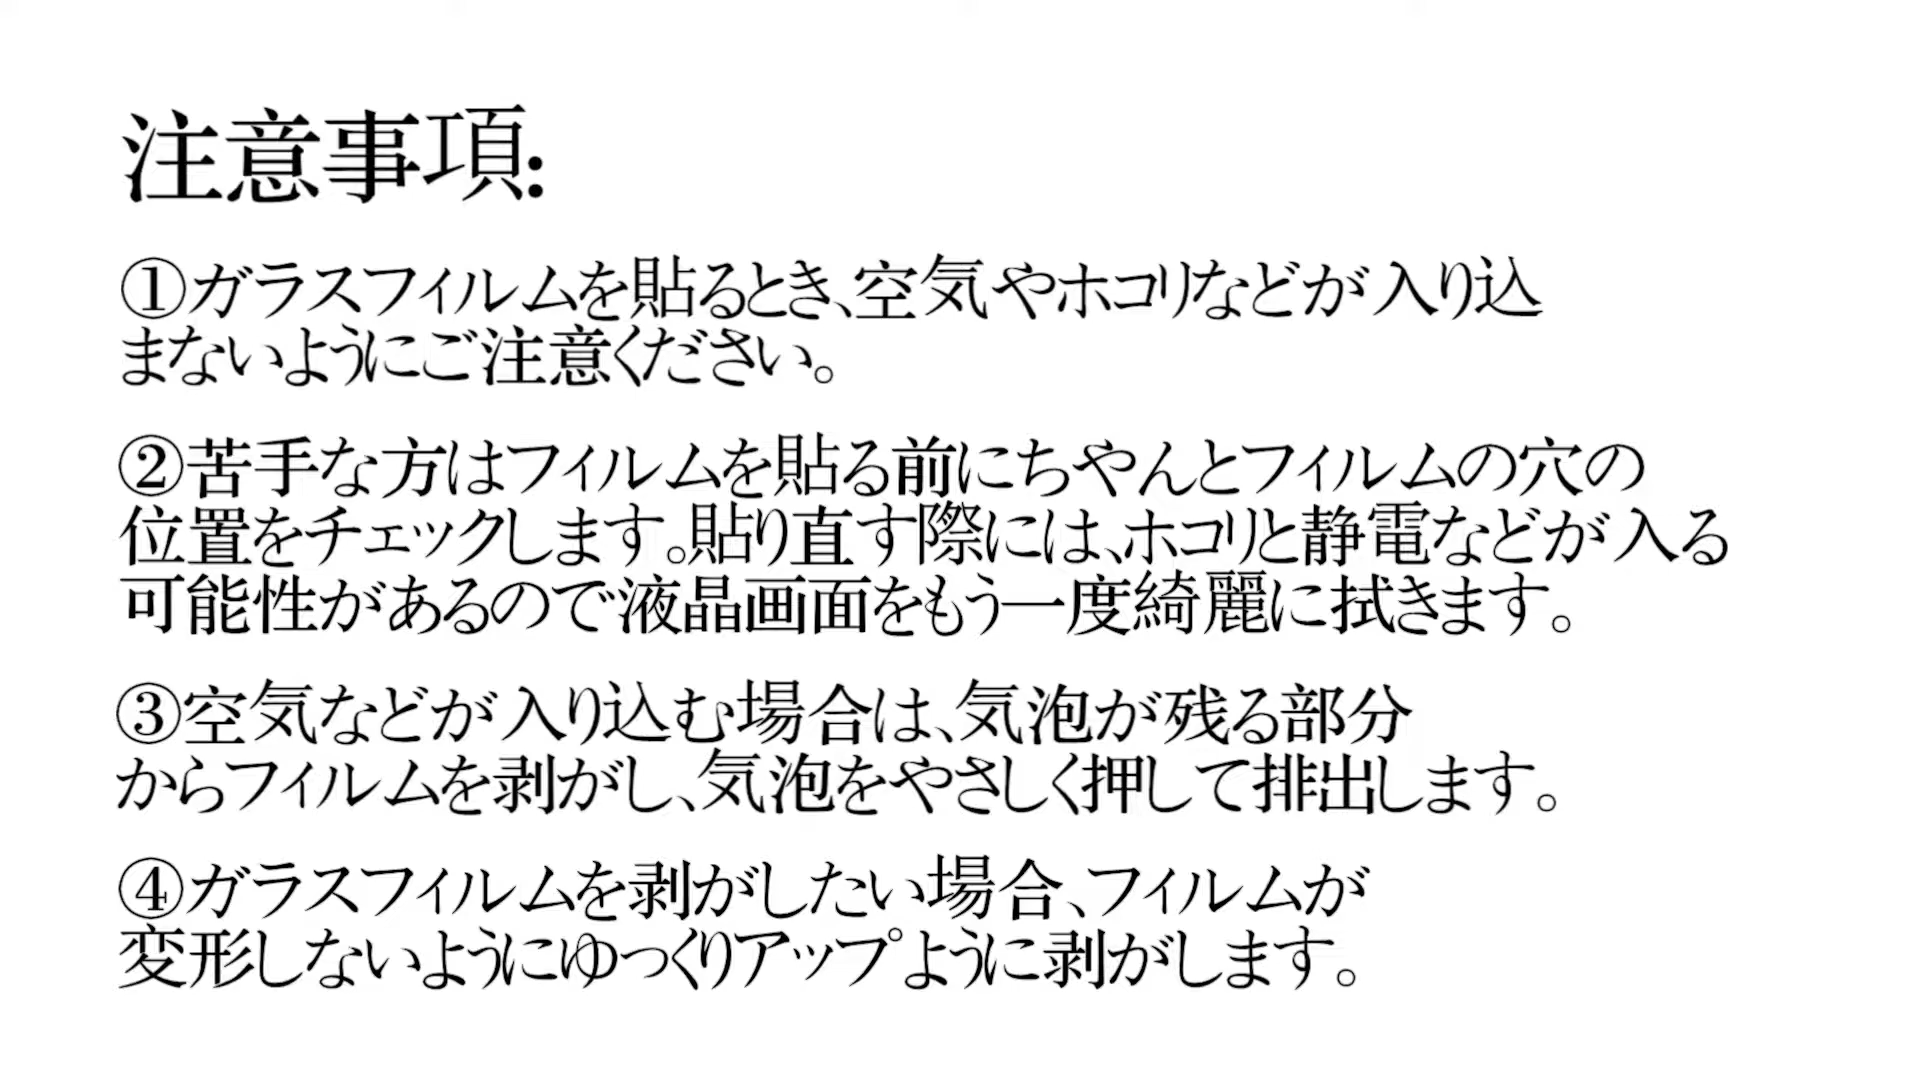 注意事項:
①ガラスフィルムを貼るとき、空気やホコリなどが入り込
まないようにご注意ください。
②苦手な方はフィルムを貼る前にちやんとフィルムの穴の
位置をチェックします。貼り直す際には、ホコリと静電などが入る
可能性があるので液晶画面をもう一度綺麗に拭きます。
③空気などが入り込む場合は、気泡が残る部分
からフィルムを剥がし、気泡をやさしく押して排出します。
④ガラスフィルムを剥がしたい場合、フィルムが
変形しないようにゆっくりアップように剥がします。